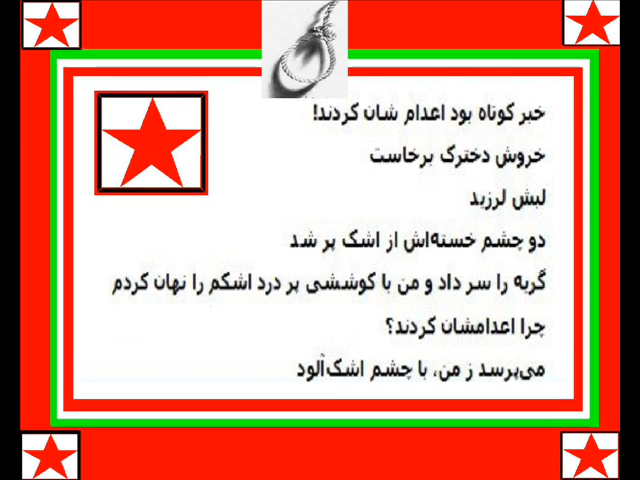 خبر کوتاه بود اعدام شان کردند!
خروش دخترک برخاست
لبش لرزید
دو چشم خسته‌اش از اشک پر شد
گریه را سر داد و من با کوششی پر درد اشکم را نهان کردم
چرا اعدامشان کردند؟
می‌پرسد ز من، با چشم اشک‌آلود